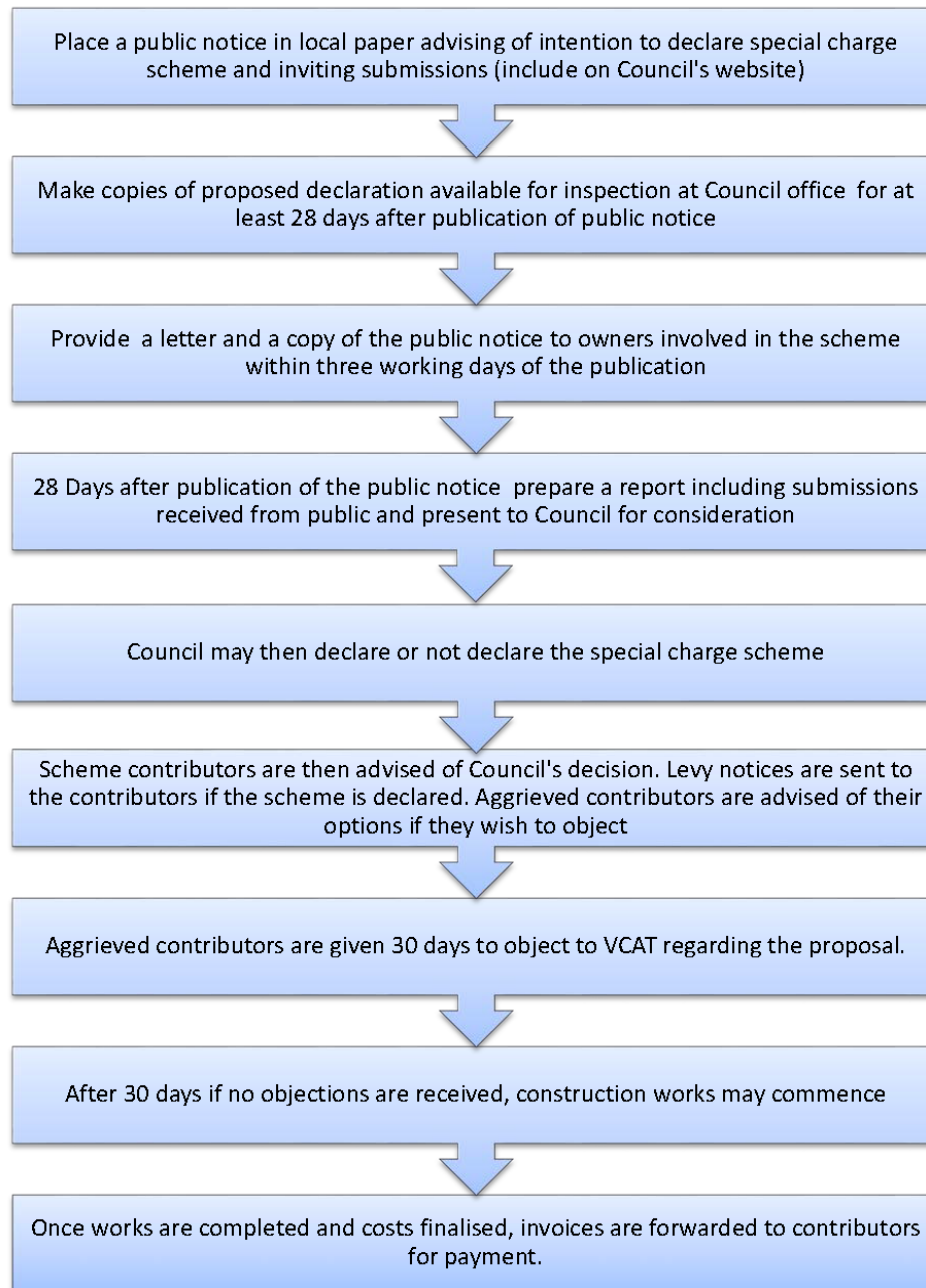 Place a public notice in local paper advising of intention to declare special charge
scheme and inviting submissions (include on Council's website)
Make copies of proposed declaration available for inspection at Council office for at
least 28 days after publication of public notice
Provide a letter and a copy of the public notice to owners involved in the scheme
within three working days of the publication
28 Days after publication of the public notice prepare a report including submissions
received from public and present to Council for consideration
Council may then declare or not declare the special charge scheme
Scheme contributors are then advised of Council's decision. Levy notices are sent to
the contributors if the scheme is declared. Aggrieved contributors are advised of their
options if they wish to object
Aggrieved contributors are given 30 days to object to VCAT regarding the proposal.
After 30 days if no objections are received, construction works may commence
Once works are completed and costs finalised, invoices are forwarded to contributors
for payment.